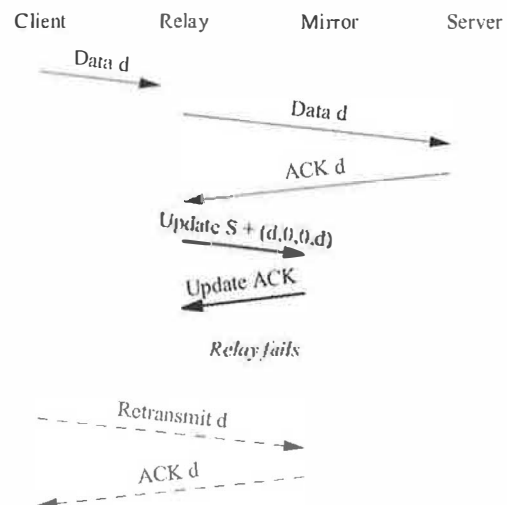 Client Relay Mirror Server
Data d
Data d
ACK d
Update S + (d,0,0,d)
Update ACK
Relay fails
Retransmit d
ACK d